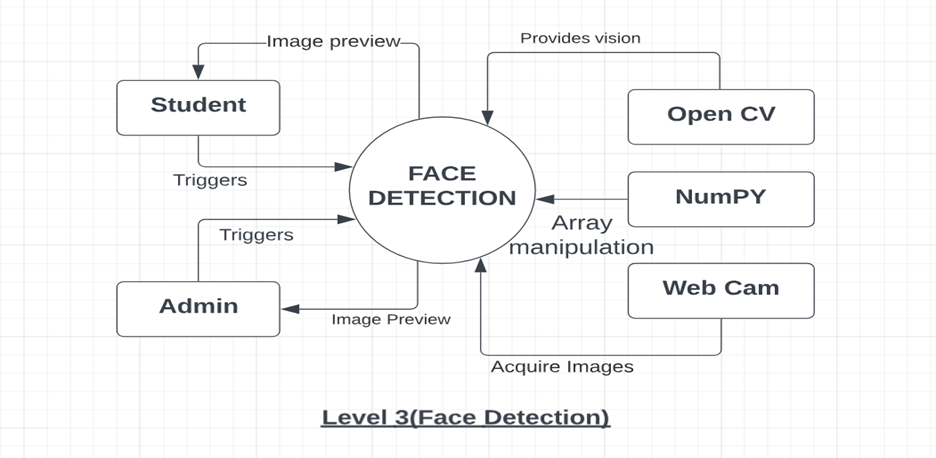 Image preview
Provides vision
Student
Open CV
Triggers
FACE
DETECTION
NumPY
Array
manipulation
Triggers
Web Cam
Admin
Image Preview
Acquire Images
Level 3(Face Detection)